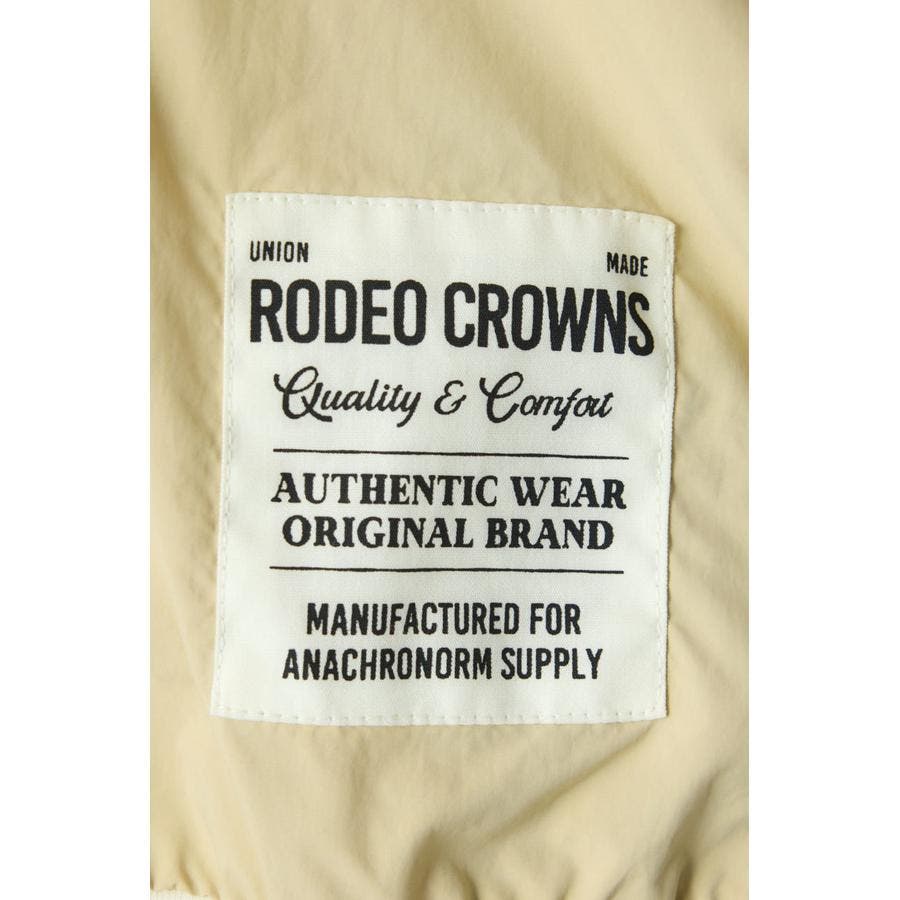 UNION MADE
RODEO CROWNS
Quality & Comfort
AUTHENTIC WEAR
ORIGINAL BRAND
MANUFACTURED FOR
ANACHRONORM SUPPLY